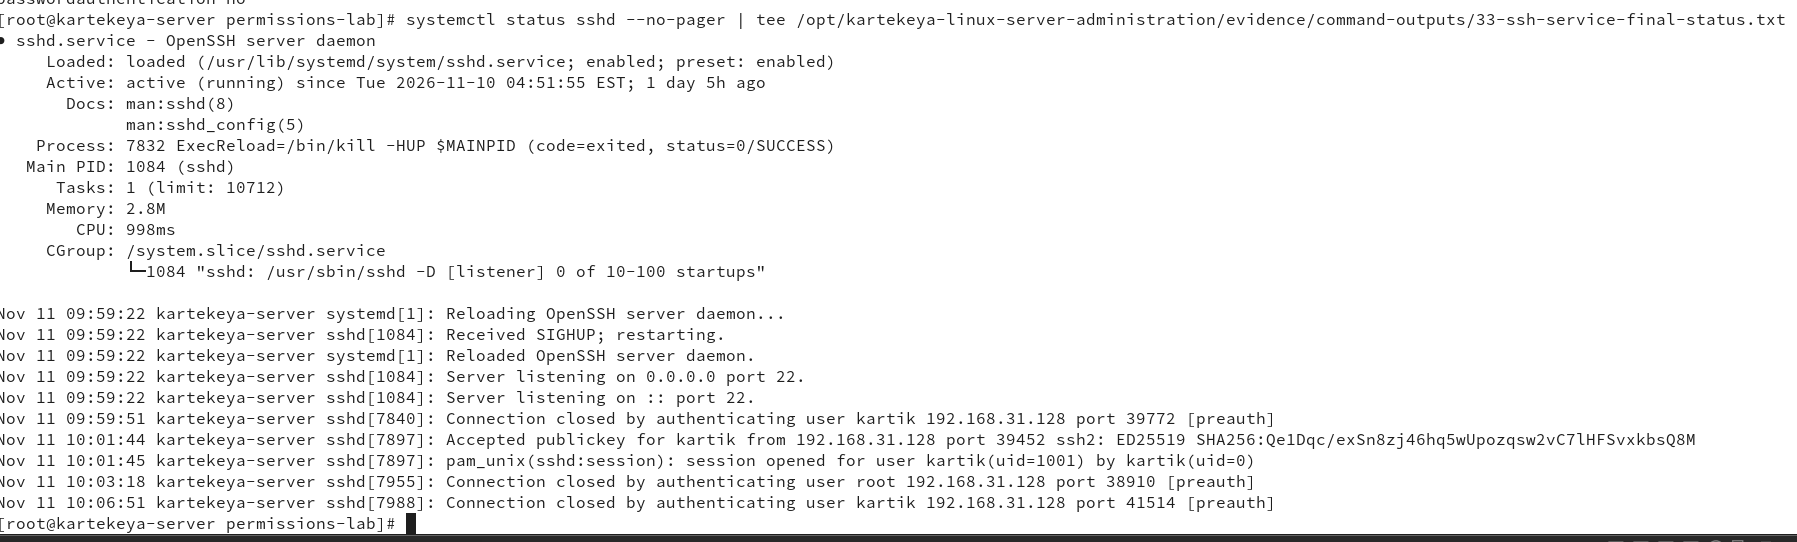 passwordauthentication no
[root@kartekeya-server permissions-lab]# systemctl status sshd --no-pager | tee /opt/kartekeya-linux-server-administration/evidence/command-outputs/33-ssh-service-final-status.txt
● sshd.service - OpenSSH server daemon
Loaded: loaded (/usr/lib/systemd/system/sshd.service; enabled; preset: enabled)
Active: active (running) since Tue 2026-11-10 04:51:55 EST; 1 day 5h ago
Docs: man:sshd(8)
man:sshd_config(5)
Process: 7832 ExecReload=/bin/kill -HUP $MAINPID (code=exited, status=0/SUCCESS)
Main PID: 1084 (sshd)
Tasks: 1 (limit: 10712)
Memory: 2.8M
CPU: 998ms
CGroup: /system.slice/sshd.service
└─1084 "sshd: /usr/sbin/sshd -D [listener] 0 of 10-100 startups"
Nov 11 09:59:22 kartekeya-server systemd[1]: Reloading OpenSSH server daemon...
Nov 11 09:59:22 kartekeya-server sshd[1084]: Received SIGHUP; restarting.
Nov 11 09:59:22 kartekeya-server systemd[1]: Reloaded OpenSSH server daemon.
Nov 11 09:59:22 kartekeya-server sshd[1084]: Server listening on 0.0.0.0 port 22.
Nov 11 09:59:22 kartekeya-server sshd[1084]: Server listening on :: port 22.
Nov 11 09:59:51 kartekeya-server sshd[7840]: Connection closed by authenticating user kartik 192.168.31.128 port 39772 [preauth]
Nov 11 10:01:44 kartekeya-server sshd[7897]: Accepted publickey for kartik from 192.168.31.128 port 39452 ssh2: ED25519 SHA256:Qe1Dqc/exSn8zj46hq5wUpozqsw2vC7lHFSvxkbsQ8M
Nov 11 10:01:45 kartekeya-server sshd[7897]: pam_unix(sshd:session): session opened for user kartik(uid=1001) by kartik(uid=0)
Nov 11 10:03:18 kartekeya-server sshd[7955]: Connection closed by authenticating user root 192.168.31.128 port 38910 [preauth]
Nov 11 10:06:51 kartekeya-server sshd[7988]: Connection closed by authenticating user kartik 192.168.31.128 port 41514 [preauth]
[root@kartekeya-server permissions-lab]#